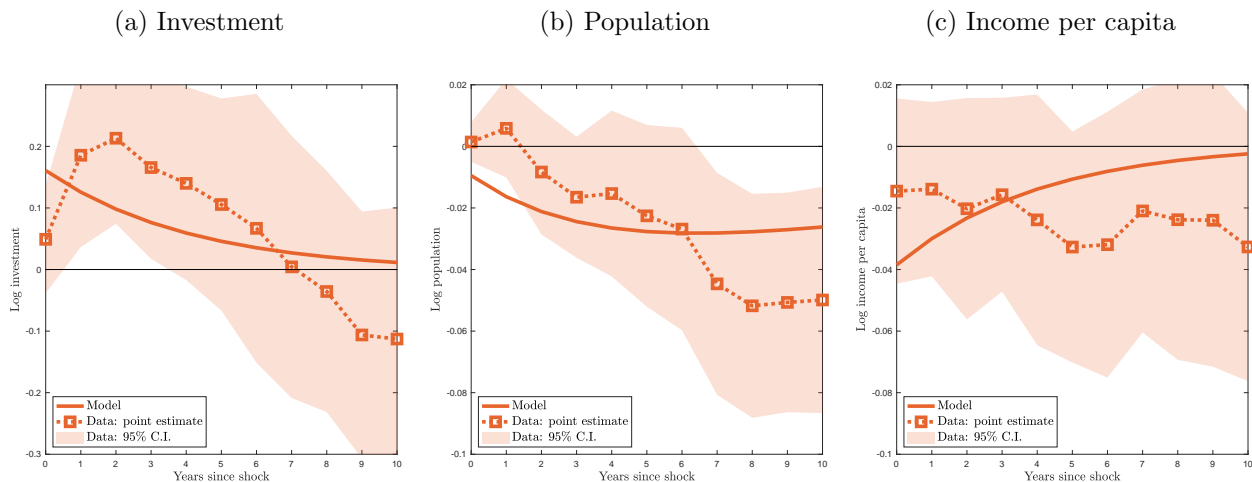 (a) Investment
Log investment
0.2
0.1
0
-0.1
-0.2
-0.3
0 1 2 3 4 5 6 7 8 9 10
Years since shock
Model
Data: point estimate
Data: 95% C.I.
(b) Population
Log population
0.02
0
-0.02
-0.04
-0.06
-0.08
-0.1
0 1 2 3 4 5 6 7 8 9 10
Years since shock
Model
Data: point estimate
Data: 95% C.I.
(c) Income per capita
Log income per capita
0.02
0
-0.02
-0.04
-0.06
-0.08
-0.1
0 1 2 3 4 5 6 7 8 9 10
Years since shock
Model
Data: point estimate
Data: 95% C.I.